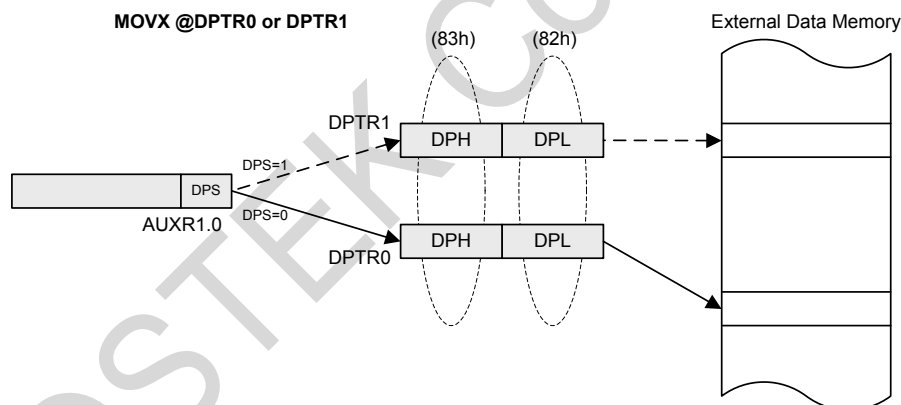 MOVX @DPTR0 or DPTR1
External Data Memory
(83h)
(82h)
DPTR1
DPH
DPL
DPS=1
DPS
DPS=0
AUXR1.0
DPH
DPL
DPTR0